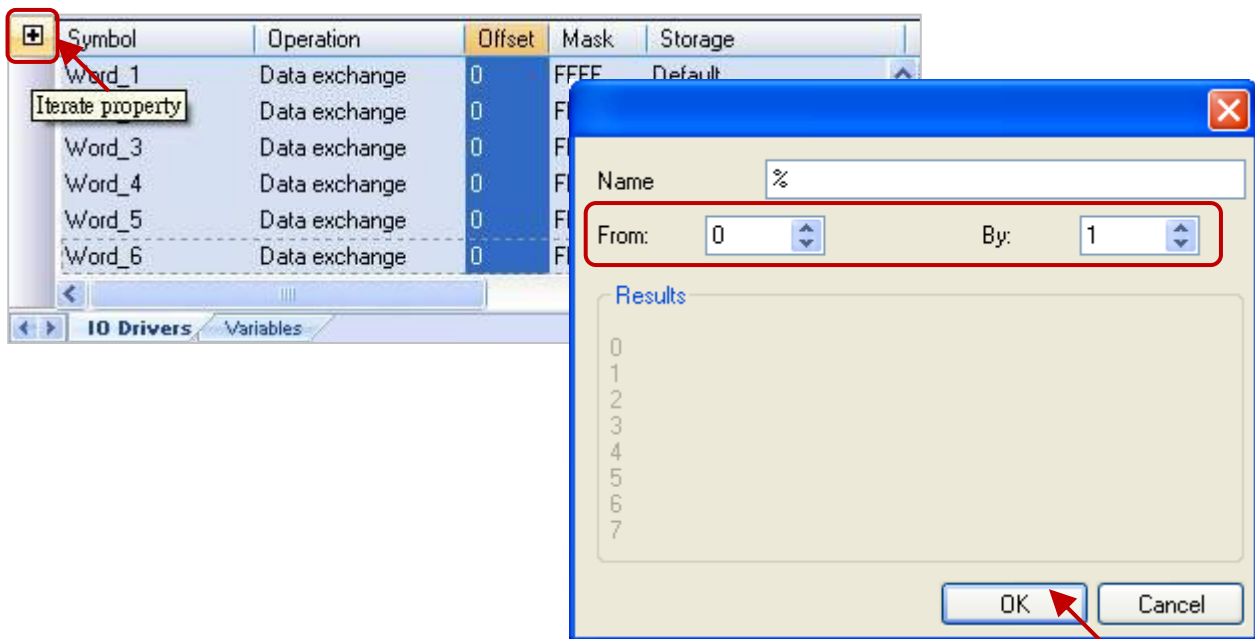 Symbol Operation Offset Mask Storage
Word_1 Data exchange 0 FFFF Default
Iterate property
Data exchange 0
Word_3 Data exchange 0
Word_4 Data exchange 0
Word_5 Data exchange 0
Word_6 Data exchange 0
IO Drivers Variables
Name %
From: 0 By: 1
Results
0
1
2
3
4
5
6
7
OK Cancel